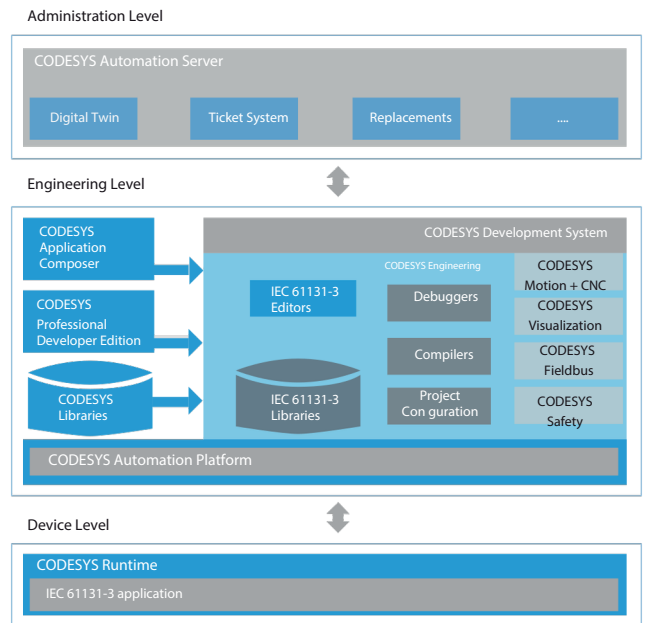 Administration Level
CODESYS Automation Server
Digital Twin
Ticket System
Replacements
....
Engineering Level
CODESYS
Application
Composer
CODESYS
Professional
Developer Edition
CODESYS
Libraries
CODESYS Development System
CODESYS Engineering
IEC 61131-3
Editors
IEC 61131-3
Libraries
Debuggers
Compilers
Project
Con guration
CODESYS
Motion + CNC
CODESYS
Visualization
CODESYS
Fieldbus
CODESYS
Safety
CODESYS Automation Platform
Device Level
CODESYS Runtime
IEC 61131-3 application